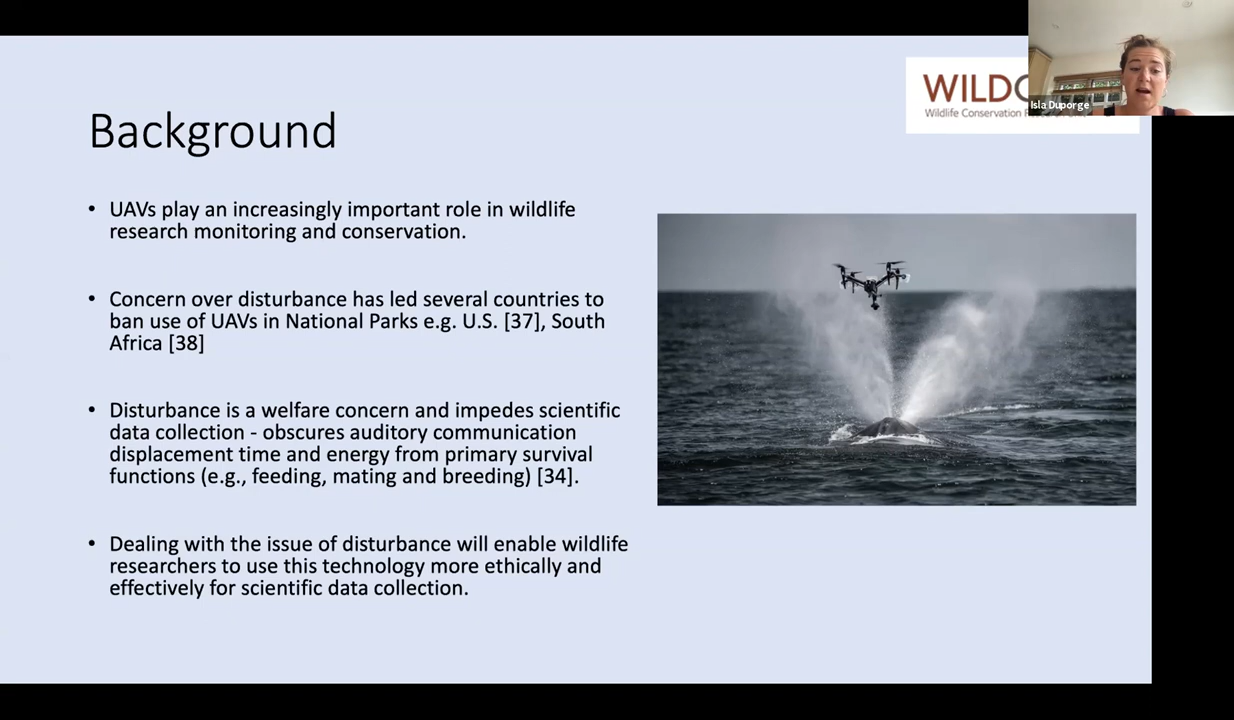 WILDC
Isla Duporge
Wildlife Conservation
Background
• UAVs play an increasingly important role in wildlife
research monitoring and conservation.
• Concern over disturbance has led several countries to
ban use of UAVs in National Parks e.g. U.S. [37], South
Africa [38]
• Disturbance is a welfare concern and impedes scientific
data collection - obscures auditory communication
displacement time and energy from primary survival
functions (e.g., feeding, mating and breeding) [34].
• Dealing with the issue of disturbance will enable wildlife
researchers to use this technology more ethically and
effectively for scientific data collection.